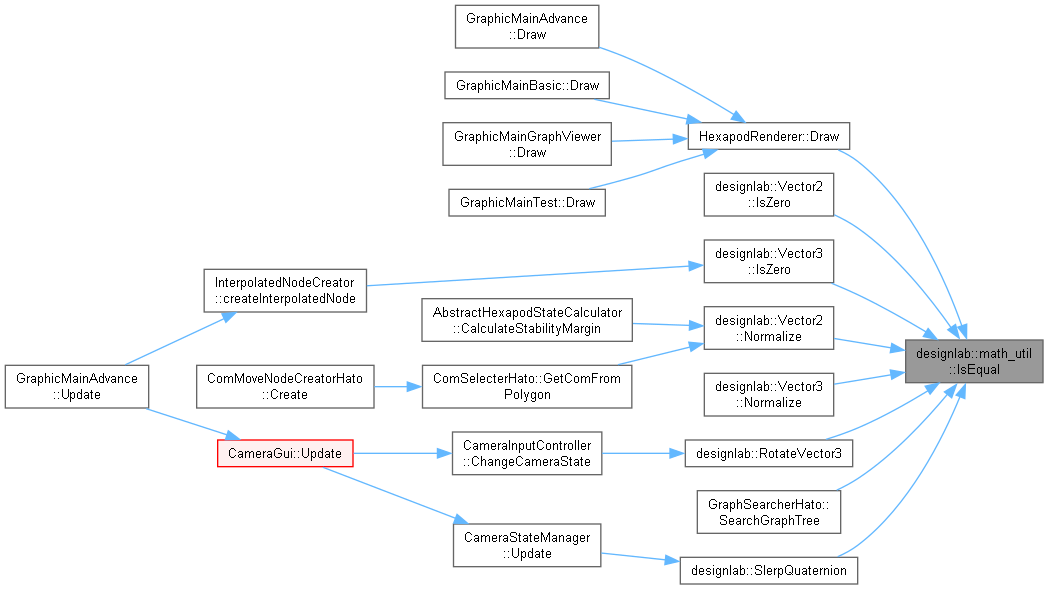 GraphicMainAdvance
::Draw
GraphicMainBasic::Draw
GraphicMainGraphViewer
::Draw
HexapodRenderer::Draw
GraphicMainTest::Draw
designlab::Vector2
::IsZero
designlab::Vector3
::IsZero
InterpolatedNodeCreator
::createInterpolatedNode
AbstractHexapodStateCalculator
::CalculateStabilityMargin
designlab::Vector2
::Normalize
designlab::math_util
::IsEqual
GraphicMainAdvance
::Update
ComMoveNodeCreatorHato
::Create
ComSelecterHato::GetComFrom
Polygon
designlab::Vector3
::Normalize
CameraGui::Update
CameraInputController
::ChangeCameraState
designlab::RotateVector3
GraphSearcherHato::
SearchGraphTree
CameraStateManager
::Update
designlab::SlerpQuaternion